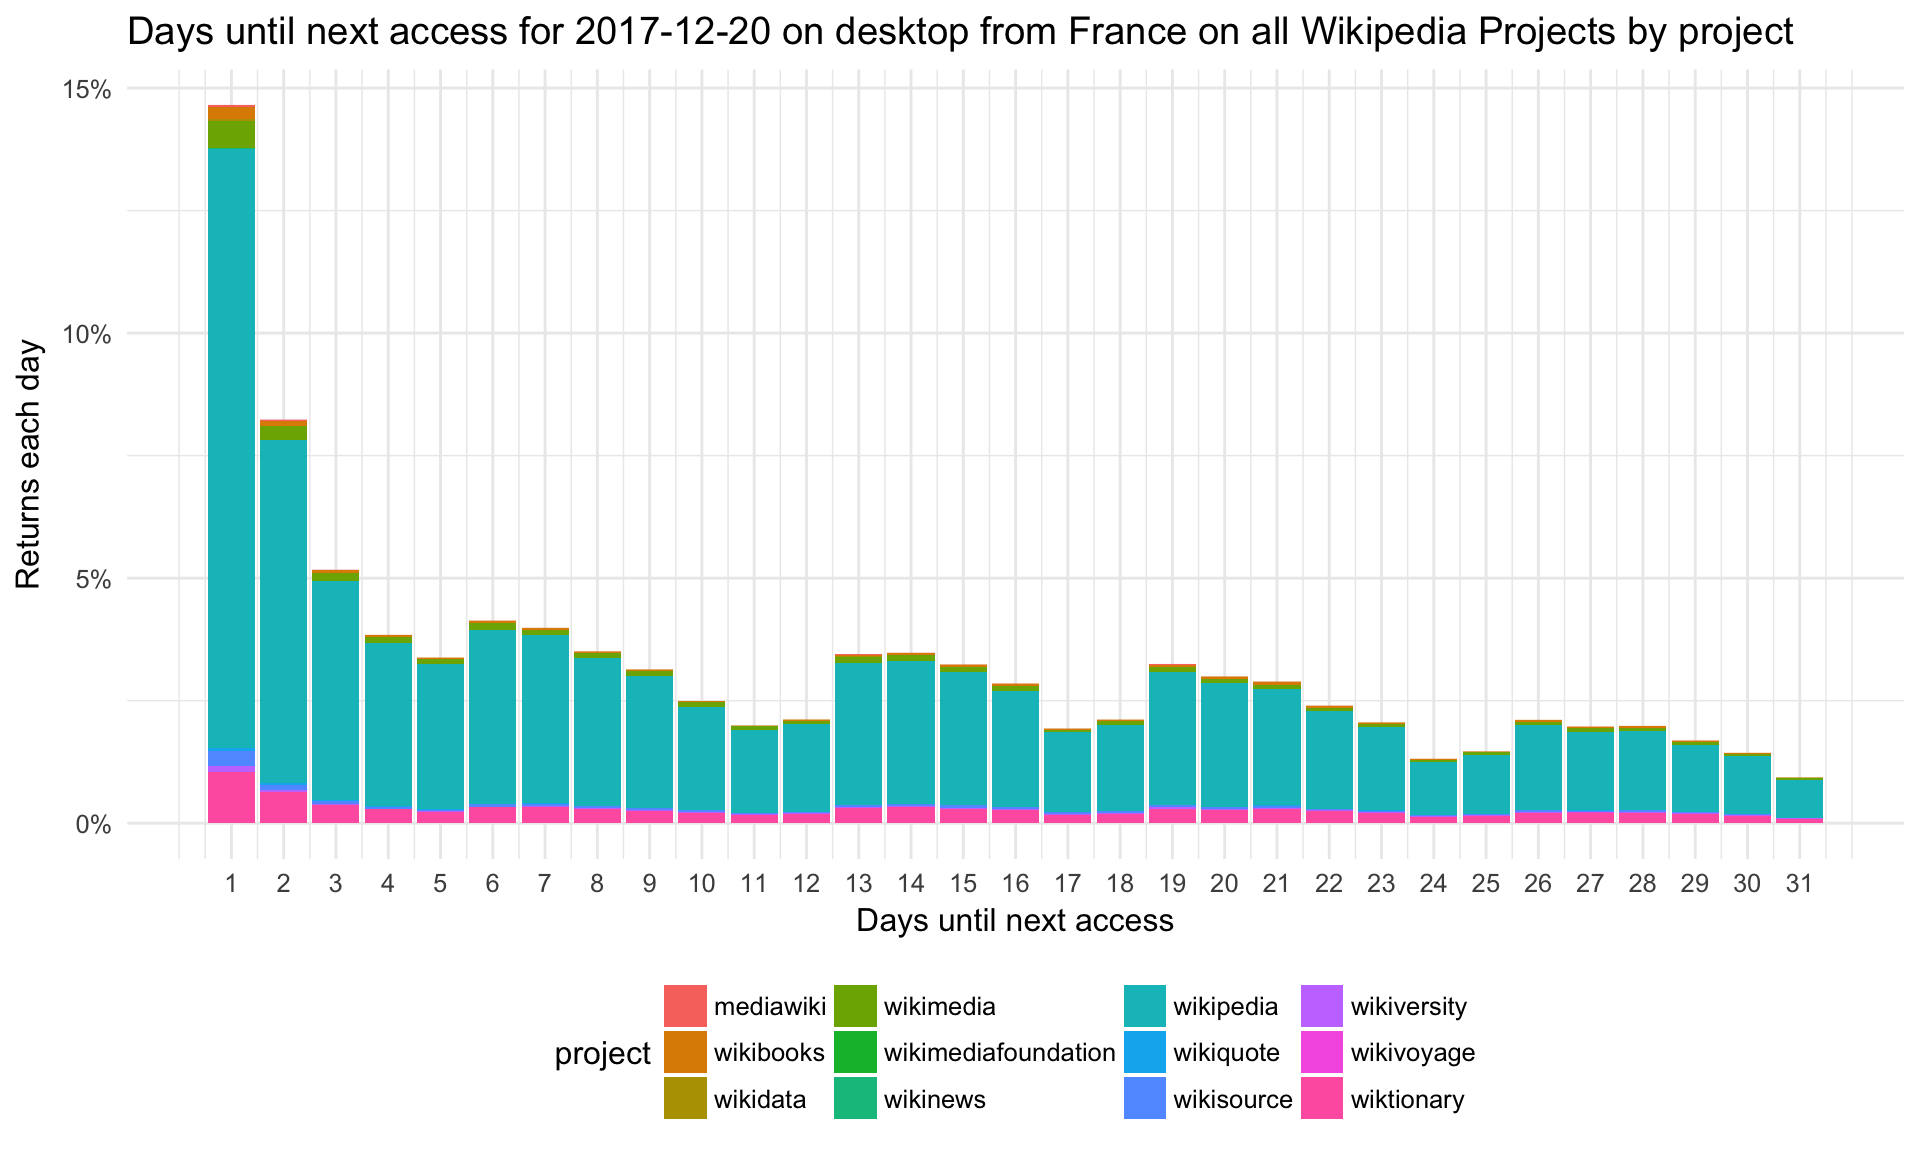 Days until next access for 2017-12-20 on desktop from France on all Wikipedia Projects by project
15%
10%
5%
0%
Returns each day
1 2 3 4 5 6 7 8 9 10 11 12 13 14 15 16 17 18 19 20 21 22 23 24 25 26 27 28 29 30 31
Days until next access
project
mediawiki wikimedia wikipedia wikiversity
wikibooks wikimediafoundation wikiquote wikivoyage
wikidata wikinews wikisource wiktionary